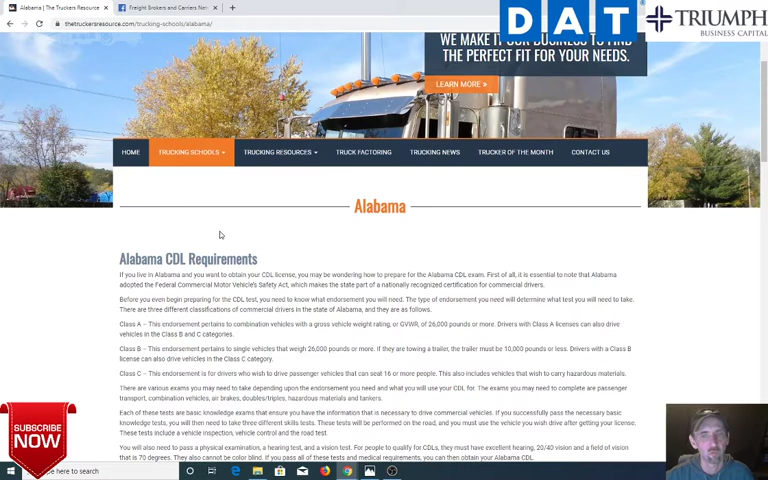 Alabama | The Truckers Resource
Freight Brokers and Carriers Net
thetruckersresource.com/trucking-schools/alabama/
DAT
TRIUMPH
BUSINESS CAPITAL
WE MAKE IT OUR BUSINESS TO FIND
THE PERFECT FIT FOR YOUR NEEDS.
LEARN MORE »
HOME
TRUCKING SCHOOLS
TRUCKING RESOURCES
TRUCK FACTORING
TRUCKING NEWS
TRUCKER OF THE MONTH
CONTACT US
Alabama
Alabama CDL Requirements
If you live in Alabama and you want to obtain your CDL license, you may be wondering how to prepare for the Alabama CDL exam. First of all, it is essential to note that Alabama
adopted the Federal Commercial Motor Vehicle's Safety Act, which makes the state part of a nationally recognized certification for commercial drivers.
Before you even begin preparing for the CDL test, you need to know what endorsement you will need. The type of endorsement you need will determine what test you will need to take.
There are three different classifications of commercial drivers in the state of Alabama, and they are as follows.
Class A – This endorsement pertains to combination vehicles with a gross vehicle weight rating, or GVWR, of 26,000 pounds or more. Drivers with Class A licenses can also drive
vehicles in the Class B and C categories.
Class B – This endorsement pertains to single vehicles that weigh 26,000 pounds or more. If they are towing a trailer, the trailer must be 10,000 pounds or less. Drivers with a Class B
license can also drive vehicles in the Class C category.
Class C – This endorsement is for drivers who wish to drive passenger vehicles that can seat 16 or more people. This also includes vehicles that wish to carry hazardous materials.
There are various exams you may need to take depending upon the endorsement you need and what you will use your CDL for. The exams you may need to complete are passenger
transport, combination vehicles, air brakes, doubles/triples, hazardous materials and tankers.
Each of these tests are basic knowledge exams that ensure you have the information that is necessary to drive commercial vehicles. If you successfully pass the necessary basic
knowledge tests, you will then need to take three different skills tests. These tests will be performed on the road, and you must use the vehicle you wish drive after getting your license.
These tests include a vehicle inspection, vehicle control and the road test.
You will also need to pass a physical examination, a hearing test, and a vision test. For people to qualify for CDLs, they must have excellent hearing, 20/40 vision and a field of vision
that is 70 degrees. They also cannot be color blind. If you pass all of these tests and medical requirements, you can then obtain your Alabama CDL.
SUBSCRIBE
NOW
here to search